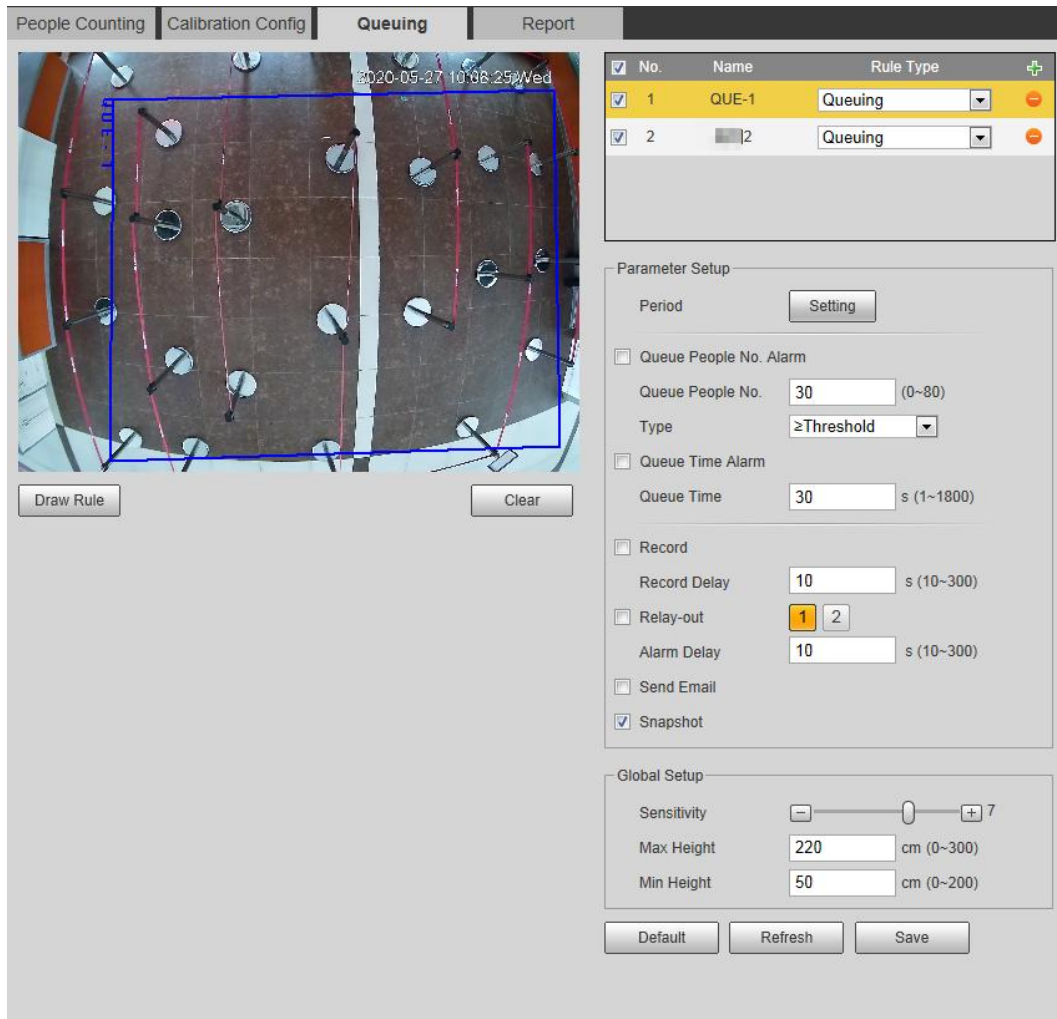 People Counting Calibration Config Queuing Report
2020-05-27 10:08:25 Wed
QUE-1
No. Name Rule Type
1 QUE-1 Queuing
2 2 Queuing
Parameter Setup
Period Setting
Queue People No. Alarm
Queue People No. 30 (0~80)
Type ≥Threshold
Queue Time Alarm
Queue Time 30 s (1~1800)
Draw Rule Clear
Record
Record Delay 10 s (10~300)
Relay-out 1 2
Alarm Delay 10 s (10~300)
Send Email
Snapshot
Global Setup
Sensitivity 7
Max Height 220 cm (0~300)
Min Height 50 cm (0~200)
Default Refresh Save